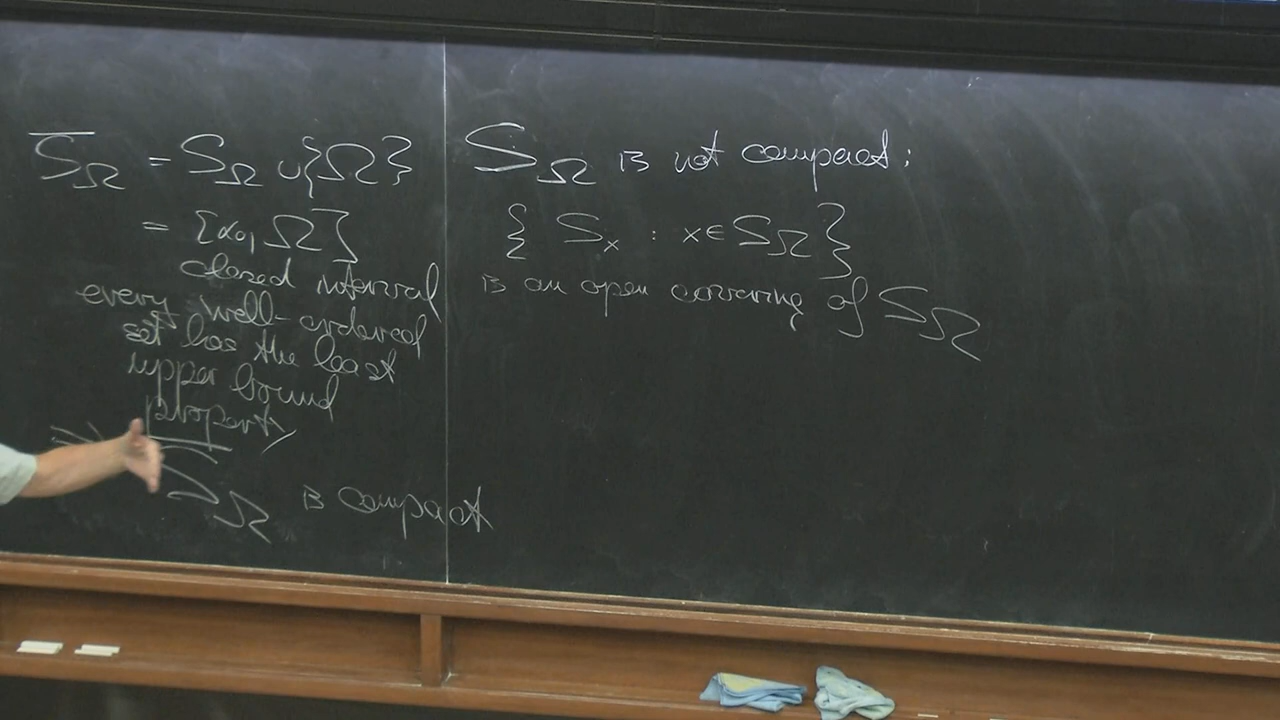 S̅_Ω = S_Ω ∪ {Ω}
= [α₀, Ω]
closed interval
every well-ordered
set has the least
upper bound
property
⇒ S̅_Ω is compact
S_Ω is not compact:
{ S_x : x ∈ S_Ω }
is an open covering of S_Ω